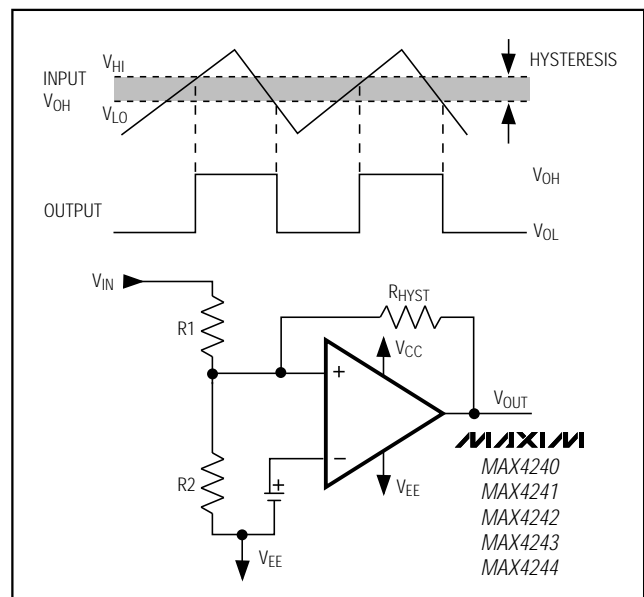 V_HI
HYSTERESIS
INPUT
V_OH
V_LO
V_OH
OUTPUT
V_OL
V_IN
R_HYST
R1
V_CC
+
V_OUT
MAXIM
−
+
R2
V_EE
MAX4240
MAX4241
MAX4242
MAX4243
MAX4244
V_EE